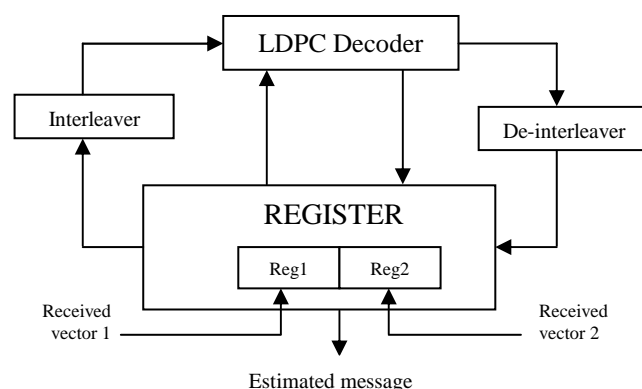 LDPC Decoder
Interleaver
De-interleaver
REGISTER
Reg1
Reg2
Received
vector 1
Received
vector 2
Estimated message